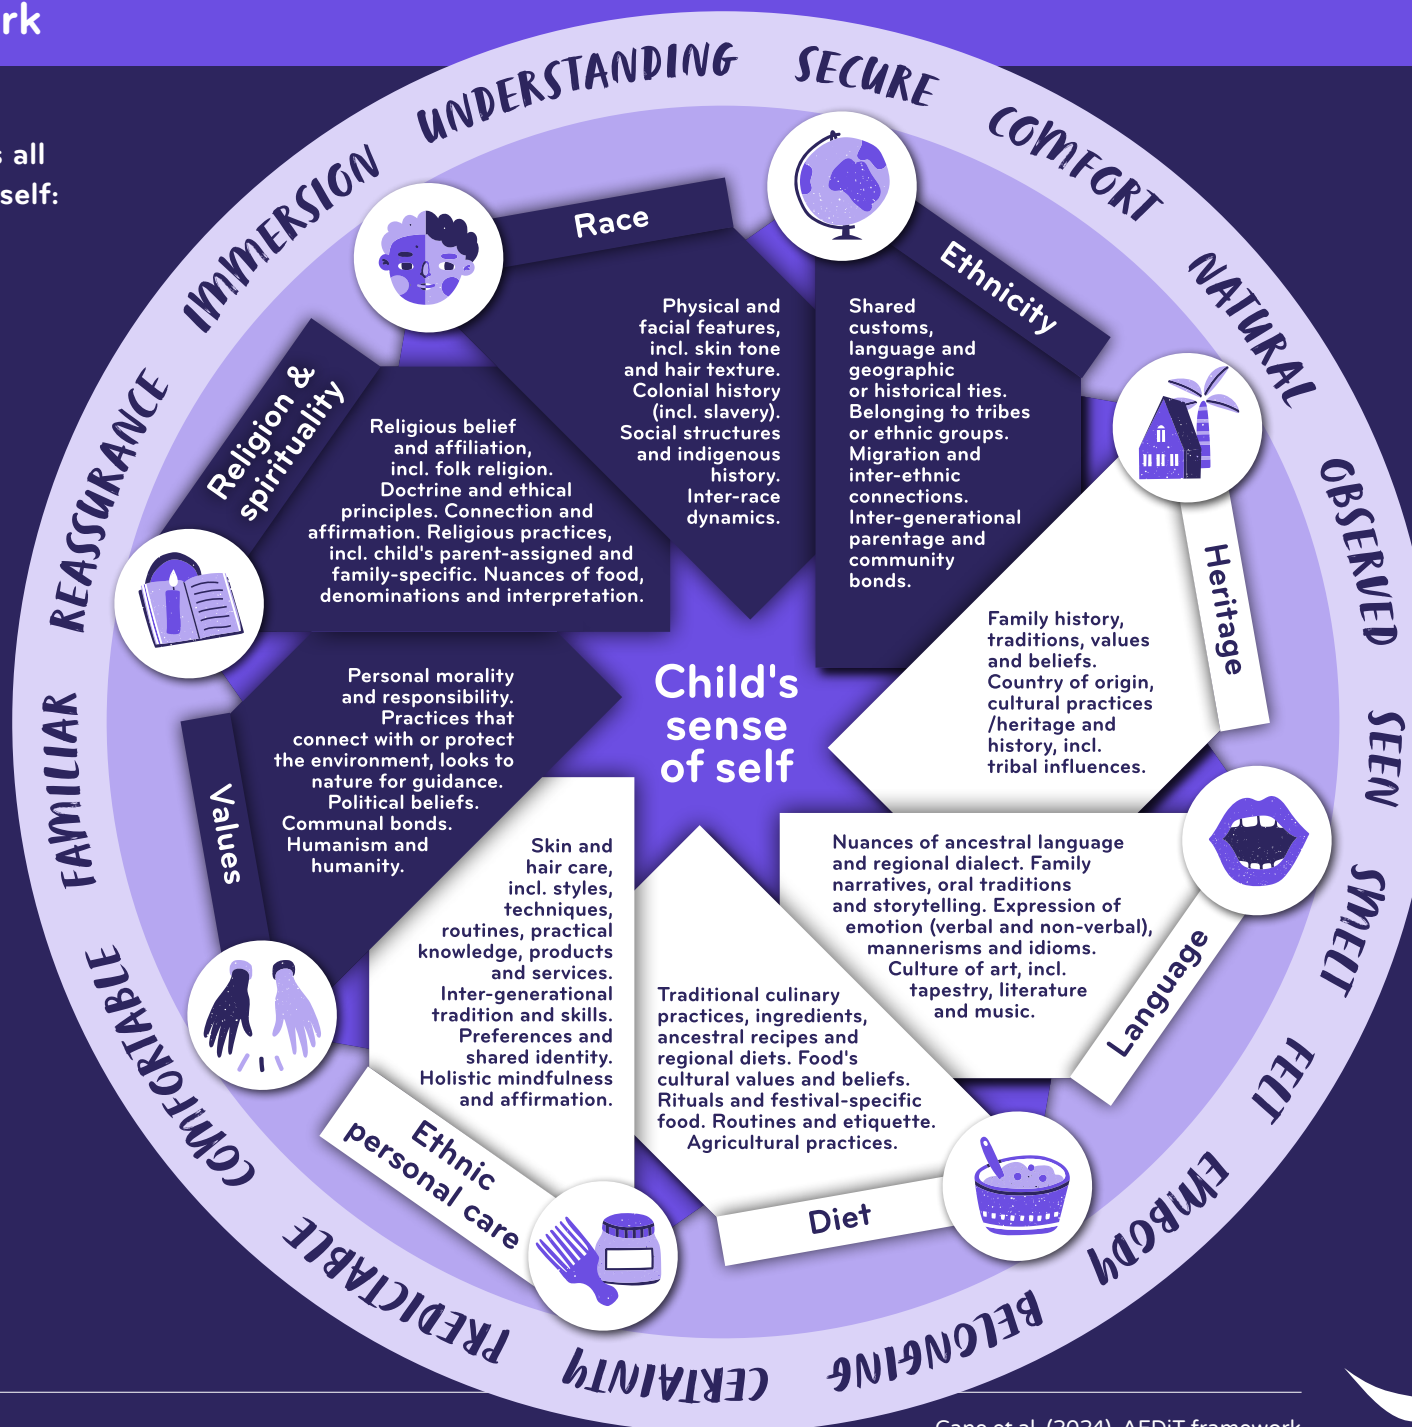 rk
s all
self:
UNDERSTANDING
SECURE
COMFORT
NATURAL
OBSERVED
SEEN
SMELT
FELT
EMBODY
BELONGING
CERTAINTY
PREDICTABLE
COMFORTABLE
FAMILIAR
REASSURANCE
IMMERSION
Race
Physical and
facial features,
incl. skin tone
and hair texture.
Colonial history
(incl. slavery).
Social structures
and indigenous
history.
Inter-race
dynamics.
Ethnicity
Shared
customs,
language and
geographic
or historical ties.
Belonging to tribes
or ethnic groups.
Migration and
inter-ethnic
connections.
Inter-generational
parentage and
community
bonds.
Heritage
Family history,
traditions, values
and beliefs.
Country of origin,
cultural practices
/heritage and
history, incl.
tribal influences.
Language
Nuances of ancestral language
and regional dialect. Family
narratives, oral traditions
and storytelling. Expression of
emotion (verbal and non-verbal),
mannerisms and idioms.
Culture of art, incl.
tapestry, literature
and music.
Diet
Traditional culinary
practices, ingredients,
ancestral recipes and
regional diets. Food's
cultural values and beliefs.
Rituals and festival-specific
food. Routines and etiquette.
Agricultural practices.
Ethnic
personal care
Skin and
hair care,
incl. styles,
techniques,
routines, practical
knowledge, products
and services.
Inter-generational
tradition and skills.
Preferences and
shared identity.
Holistic mindfulness
and affirmation.
Values
Personal morality
and responsibility.
Practices that
connect with or protect
the environment, looks to
nature for guidance.
Political beliefs.
Communal bonds.
Humanism and
humanity.
Religion &
spirituality
Religious belief
and affiliation,
incl. folk religion.
Doctrine and ethical
principles. Connection and
affirmation. Religious practices,
incl. child's parent-assigned and
family-specific. Nuances of food,
denominations and interpretation.
Child's
sense
of self
et al. (2024). AEDiT framework